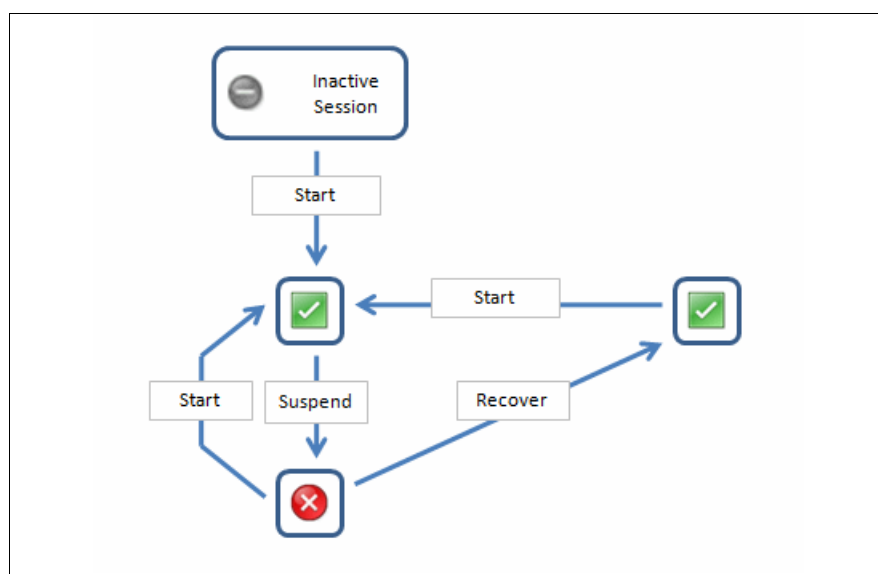 Inactive
Session
Start
Start
Start
Suspend
Recover